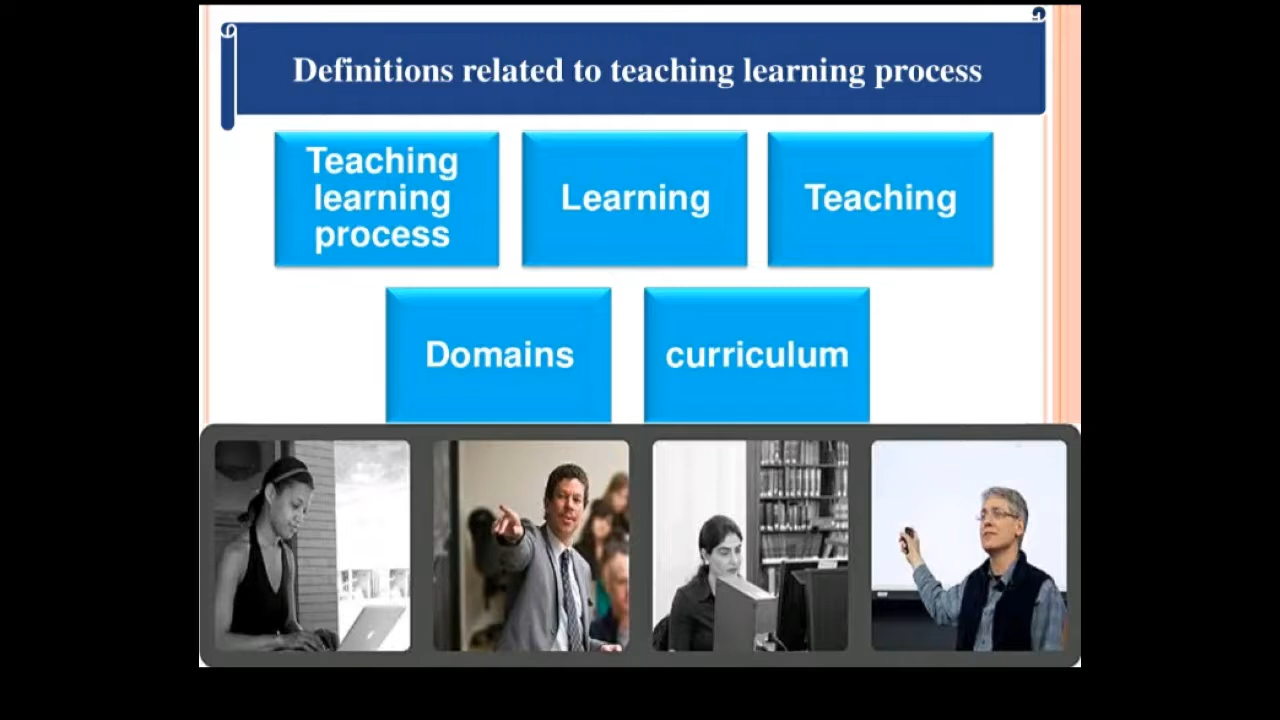 Definitions related to teaching learning process
Teaching
learning
process
Learning
Teaching
Domains
curriculum